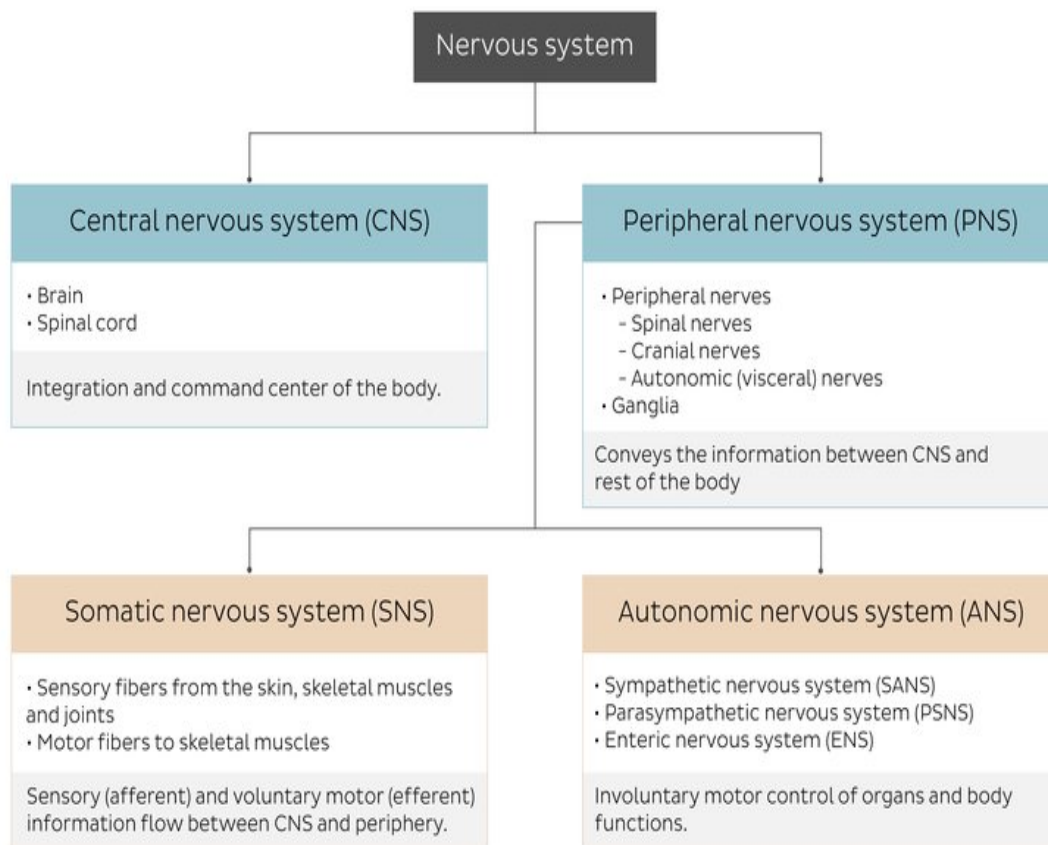 Nervous system
Central nervous system (CNS)
• Brain
• Spinal cord
Integration and command center of the body.
Peripheral nervous system (PNS)
• Peripheral nerves
- Spinal nerves
- Cranial nerves
- Autonomic (visceral) nerves
• Ganglia
Conveys the information between CNS and
rest of the body
Somatic nervous system (SNS)
• Sensory fibers from the skin, skeletal muscles
and joints
• Motor fibers to skeletal muscles
Sensory (afferent) and voluntary motor (efferent)
information flow between CNS and periphery.
Autonomic nervous system (ANS)
• Sympathetic nervous system (SANS)
• Parasympathetic nervous system (PSNS)
• Enteric nervous system (ENS)
Involuntary motor control of organs and body
functions.